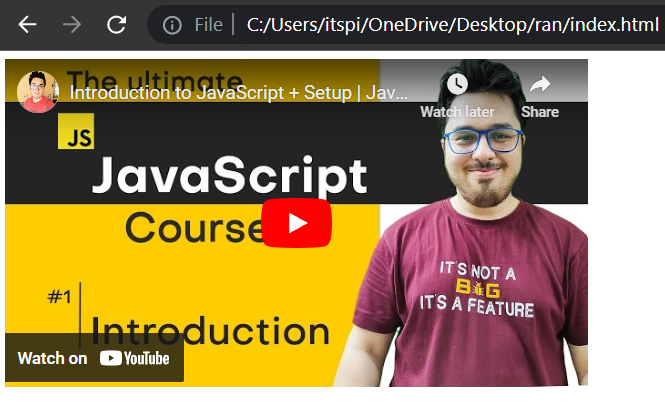 File | C:/Users/itspi/OneDrive/Desktop/ran/index.html
The ultimate
Introduction to JavaScript + Setup | Jav...
Watch later
Share
JS
JavaScript
Course
#1
Introduction
IT'S NOT A
BUG
IT'S A FEATURE
Watch on YouTube